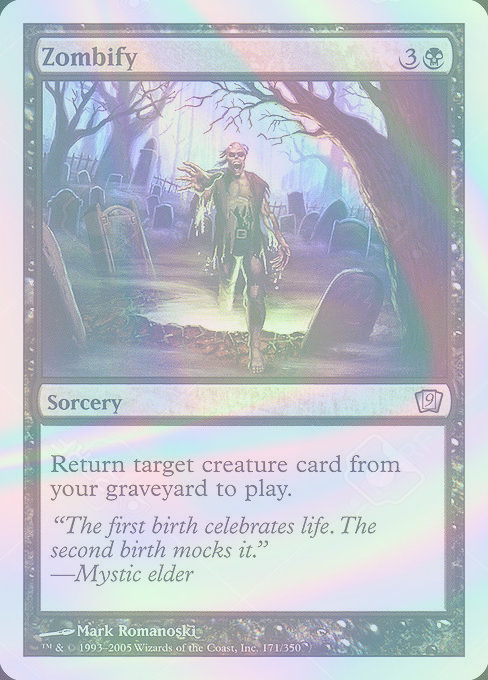 Zombify 3
Sorcery 9
Return target creature card from
your graveyard to play.
“The first birth celebrates life. The
second birth mocks it.”
—Mystic elder
Mark Romanoski
™ & © 1993–2005 Wizards of the Coast, Inc. 171/350